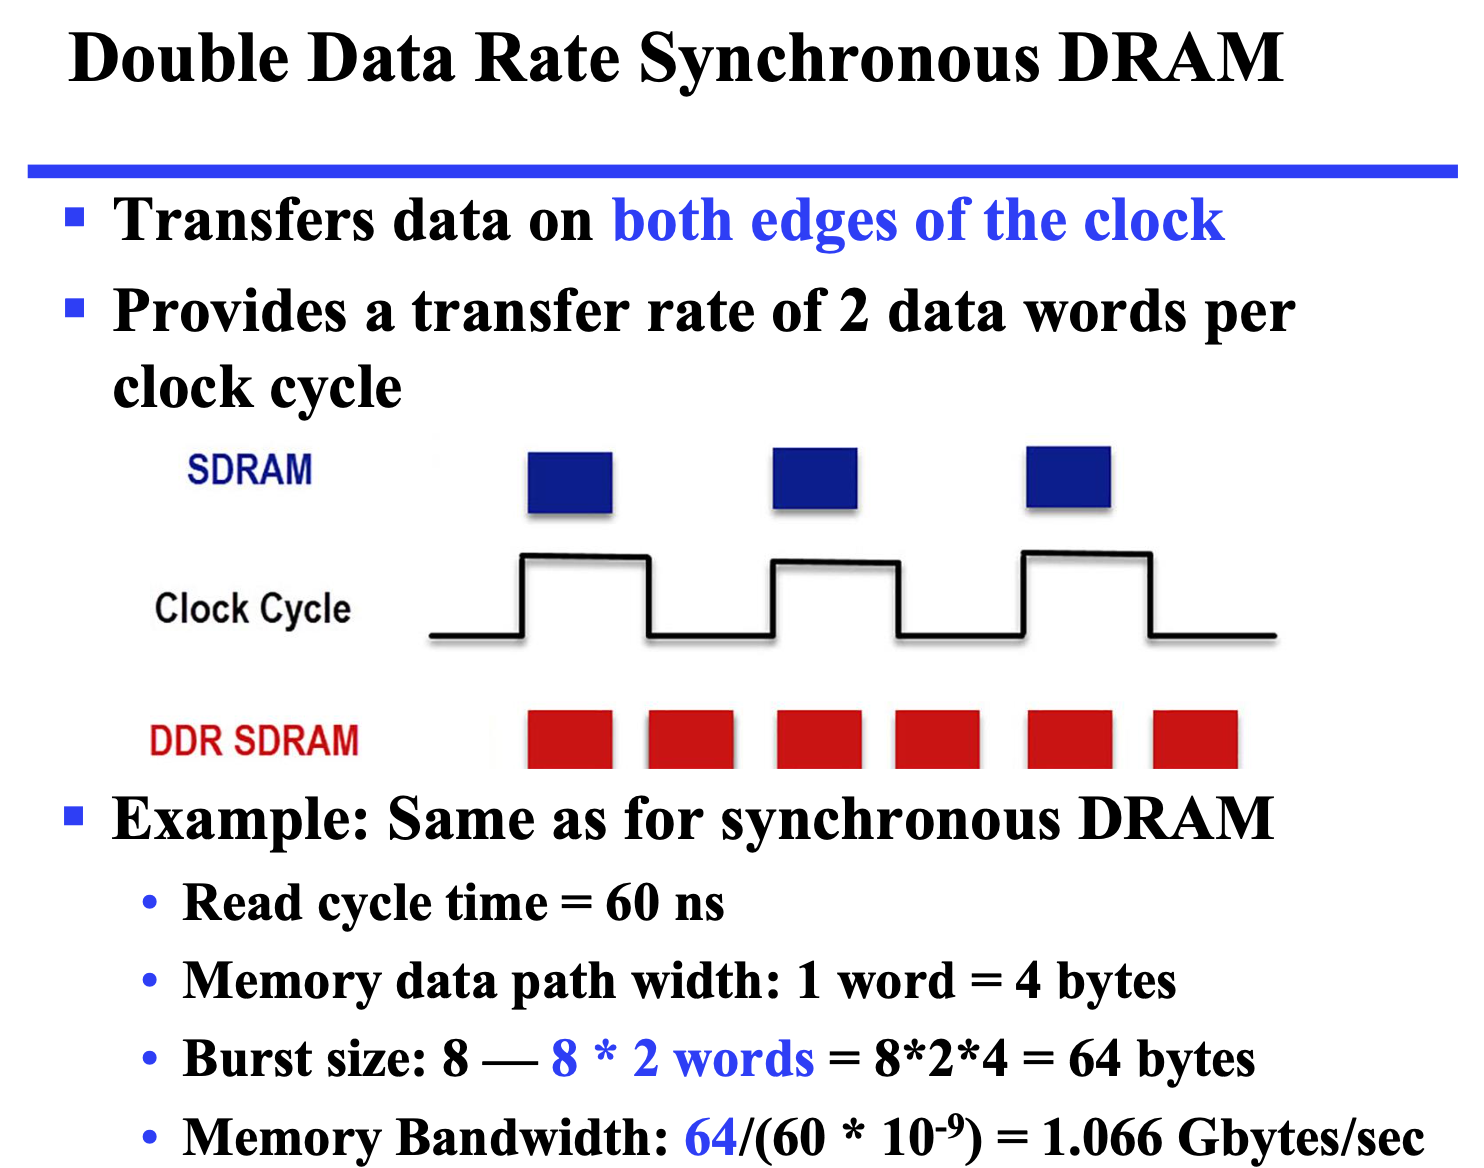 Double Data Rate Synchronous DRAM
▪ Transfers data on both edges of the clock
▪ Provides a transfer rate of 2 data words per
clock cycle
SDRAM
Clock Cycle
DDR SDRAM
▪ Example: Same as for synchronous DRAM
• Read cycle time = 60 ns
• Memory data path width: 1 word = 4 bytes
• Burst size: 8 — 8 * 2 words = 8*2*4 = 64 bytes
• Memory Bandwidth: 64/(60 * 10⁻⁹) = 1.066 Gbytes/sec